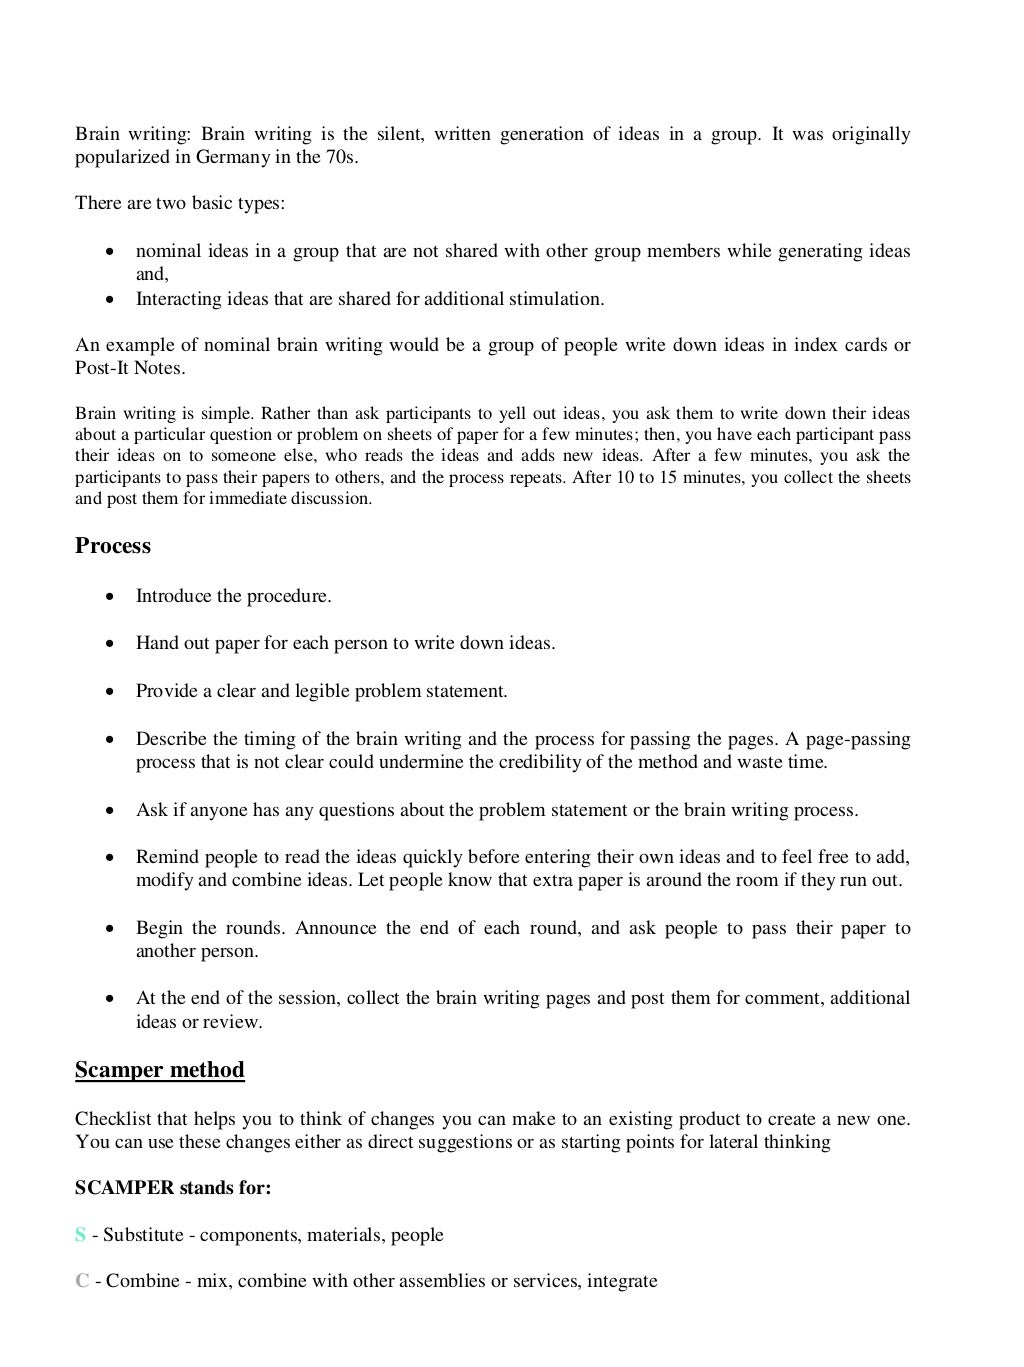 Brain writing: Brain writing is the silent, written generation of ideas in a group. It was originally
popularized in Germany in the 70s.
There are two basic types:
• nominal ideas in a group that are not shared with other group members while generating ideas
and,
• Interacting ideas that are shared for additional stimulation.
An example of nominal brain writing would be a group of people write down ideas in index cards or
Post-It Notes.
Brain writing is simple. Rather than ask participants to yell out ideas, you ask them to write down their ideas
about a particular question or problem on sheets of paper for a few minutes; then, you have each participant pass
their ideas on to someone else, who reads the ideas and adds new ideas. After a few minutes, you ask the
participants to pass their papers to others, and the process repeats. After 10 to 15 minutes, you collect the sheets
and post them for immediate discussion.
Process
• Introduce the procedure.
• Hand out paper for each person to write down ideas.
• Provide a clear and legible problem statement.
• Describe the timing of the brain writing and the process for passing the pages. A page-passing
process that is not clear could undermine the credibility of the method and waste time.
• Ask if anyone has any questions about the problem statement or the brain writing process.
• Remind people to read the ideas quickly before entering their own ideas and to feel free to add,
modify and combine ideas. Let people know that extra paper is around the room if they run out.
• Begin the rounds. Announce the end of each round, and ask people to pass their paper to
another person.
• At the end of the session, collect the brain writing pages and post them for comment, additional
ideas or review.
Scamper method
Checklist that helps you to think of changes you can make to an existing product to create a new one.
You can use these changes either as direct suggestions or as starting points for lateral thinking
SCAMPER stands for:
S - Substitute - components, materials, people
C - Combine - mix, combine with other assemblies or services, integrate